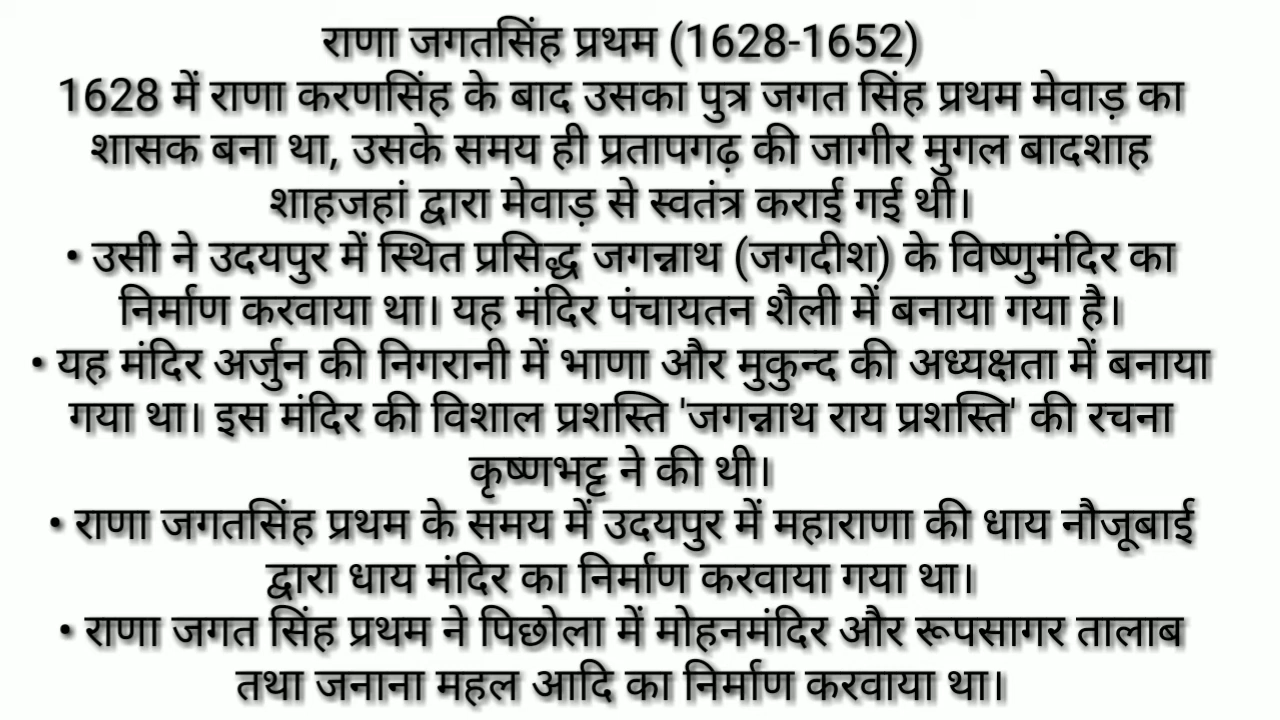 राणा जगतसिंह प्रथम (1628-1652)
1628 में राणा करणसिंह के बाद उसका पुत्र जगत सिंह प्रथम मेवाड़ का
शासक बना था, उसके समय ही प्रतापगढ़ की जागीर मुगल बादशाह
शाहजहां द्वारा मेवाड़ से स्वतंत्र कराई गई थी।
• उसी ने उदयपुर में स्थित प्रसिद्ध जगन्नाथ (जगदीश) के विष्णुमंदिर का
निर्माण करवाया था। यह मंदिर पंचायतन शैली में बनाया गया है।
• यह मंदिर अर्जुन की निगरानी में भाणा और मुकुन्द की अध्यक्षता में बनाया
गया था। इस मंदिर की विशाल प्रशस्ति 'जगन्नाथ राय प्रशस्ति' की रचना
कृष्णभट्ट ने की थी।
• राणा जगतसिंह प्रथम के समय में उदयपुर में महाराणा की धाय नौजूबाई
द्वारा धाय मंदिर का निर्माण करवाया गया था।
• राणा जगत सिंह प्रथम ने पिछोला में मोहनमंदिर और रूपसागर तालाब
तथा जनाना महल आदि का निर्माण करवाया था।